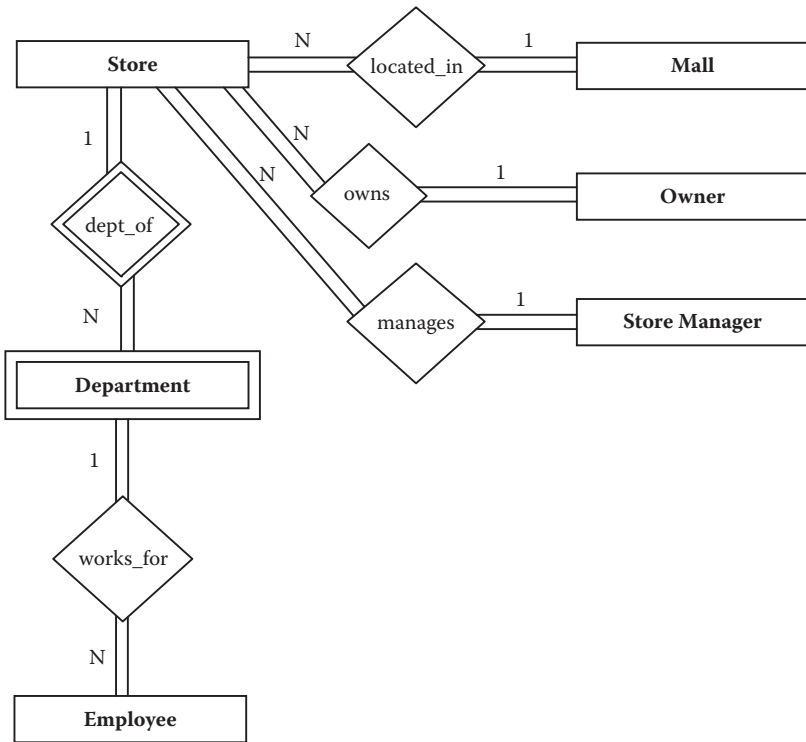 N
1
Store
located_in
Mall
1
N
N
1
owns
Owner
dept_of
N
manages
1
Store Manager
Department
1
works_for
N
Employee